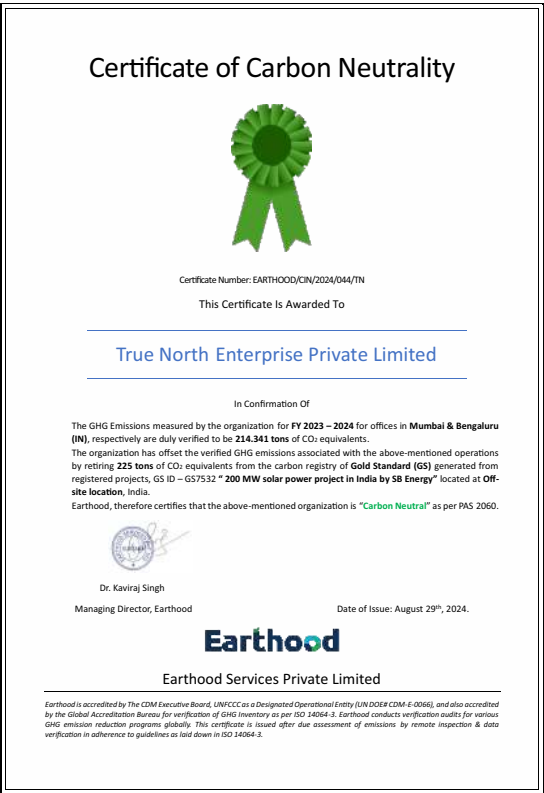 Certificate of Carbon Neutrality
Certificate Number: EARTHOOD/CIN/2024/044/TN
This Certificate Is Awarded To
True North Enterprise Private Limited
In Confirmation Of
The GHG Emissions measured by the organization for FY 2023 – 2024 for offices in Mumbai & Bengaluru
(IN), respectively are duly verified to be 214.341 tons of CO₂ equivalents.
The organization has offset the verified GHG emissions associated with the above-mentioned operations
by retiring 225 tons of CO₂ equivalents from the carbon registry of Gold Standard (GS) generated from
registered projects, GS ID – GS7532 “ 200 MW solar power project in India by SB Energy” located at Off-
site location, India.
Earthood, therefore certifies that the above-mentioned organization is “Carbon Neutral” as per PAS 2060.
Dr. Kaviraj Singh
Managing Director, Earthood
Date of Issue: August 29th, 2024.
Earthood
Earthood Services Private Limited
Earthood is accredited by The CDM Executive Board, UNFCCC as a Designated Operational Entity (UN DOE# CDM-E-0066), and also accredited
by the Global Accreditation Bureau for verification of GHG Inventory as per ISO 14064-3. Earthood conducts verification audits for various
GHG emission reduction programs globally. This certificate is issued after due assessment of emissions by remote inspection & data
verification in adherence to guidelines as laid down in ISO 14064-3.